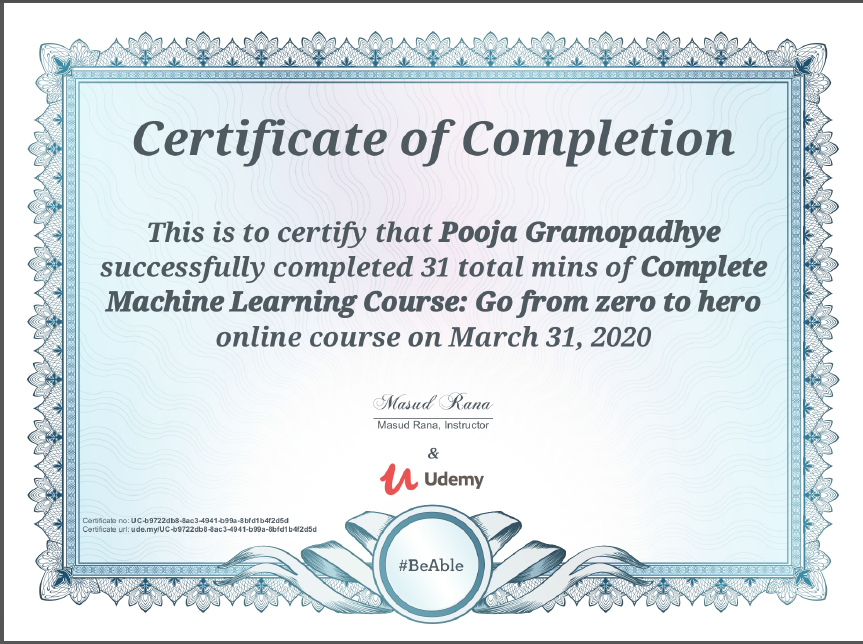 Certificate of Completion
This is to certify that Pooja Gramopadhye
successfully completed 31 total mins of Complete
Machine Learning Course: Go from zero to hero
online course on March 31, 2020
Masud Rana
Masud Rana, Instructor
&
Udemy
Certificate no: UC-b9722db8-8ac3-4941-b99a-8bfd1b4f2d5d
Certificate url: ude.my/UC-b9722db8-8ac3-4941-b99a-8bfd1b4f2d5d
#BeAble